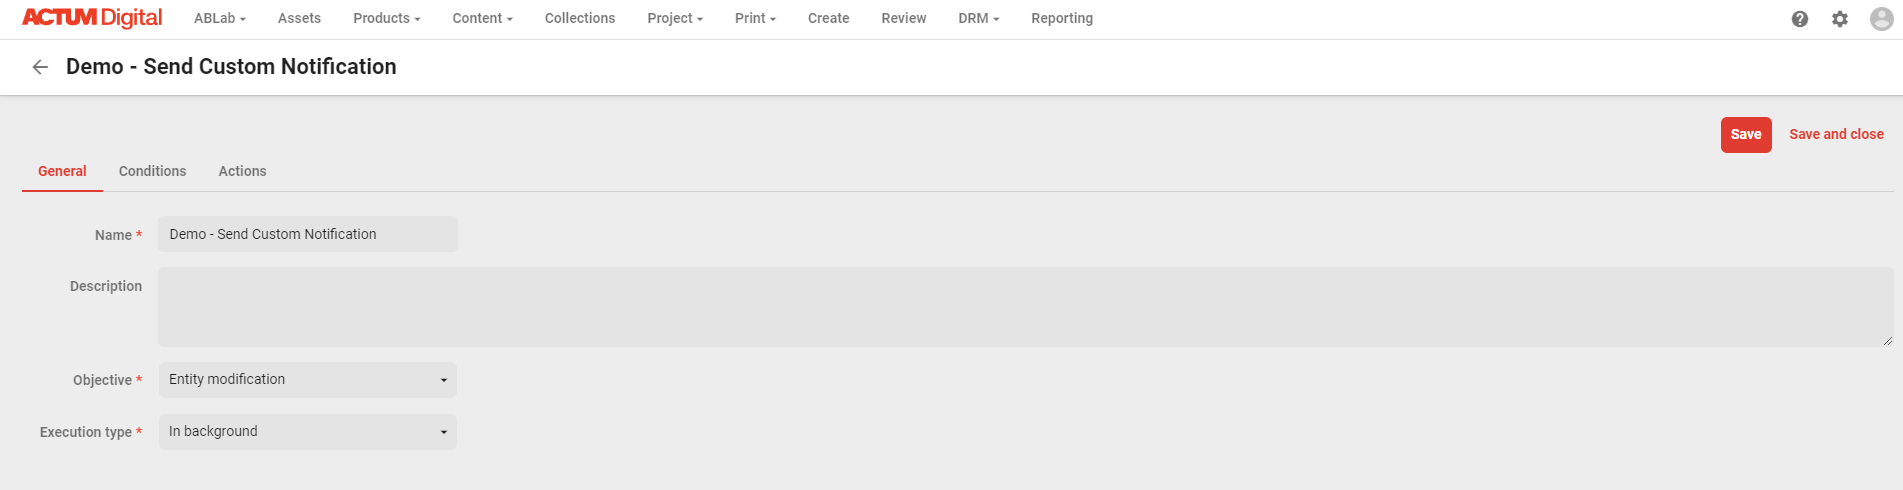 ACTUM Digital ABLab Assets Products Content Collections Project Print Create Review DRM Reporting
Demo - Send Custom Notification
Save Save and close
General Conditions Actions
Name * Demo - Send Custom Notification
Description
Objective * Entity modification
Execution type * In background